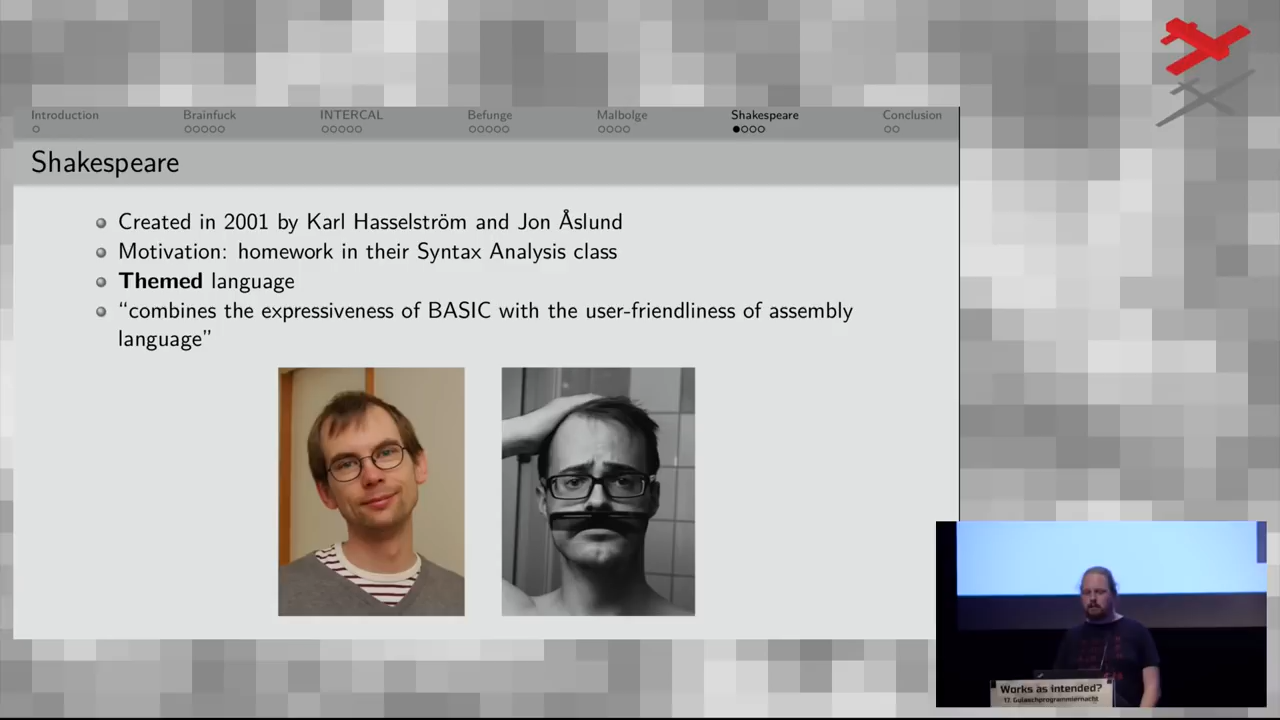 Introduction
Brainfuck
INTERCAL
Befunge
Malbolge
Shakespeare
Conclusion
Shakespeare
Created in 2001 by Karl Hasselström and Jon Åslund
Motivation: homework in their Syntax Analysis class
Themed language
“combines the expressiveness of BASIC with the user-friendliness of assembly
language”
Works as intended?
17. Gulaschprogrammiernacht